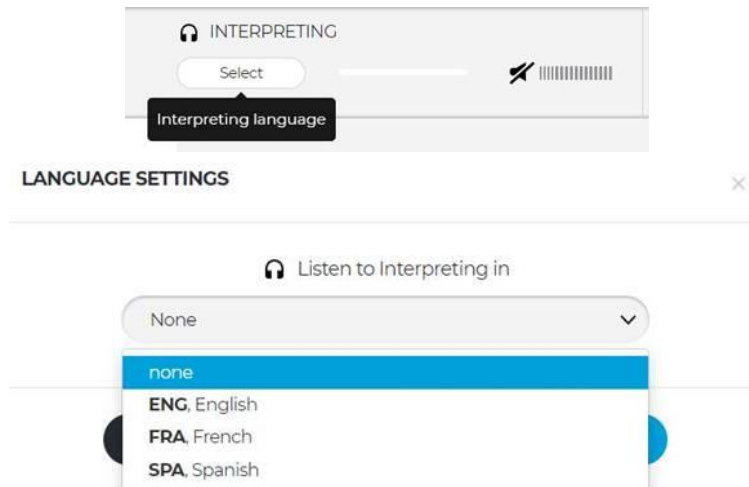 INTERPRETING
Select
Interpreting language
LANGUAGE SETTINGS
Listen to Interpreting in
None
none
ENG, English
FRA, French
SPA, Spanish